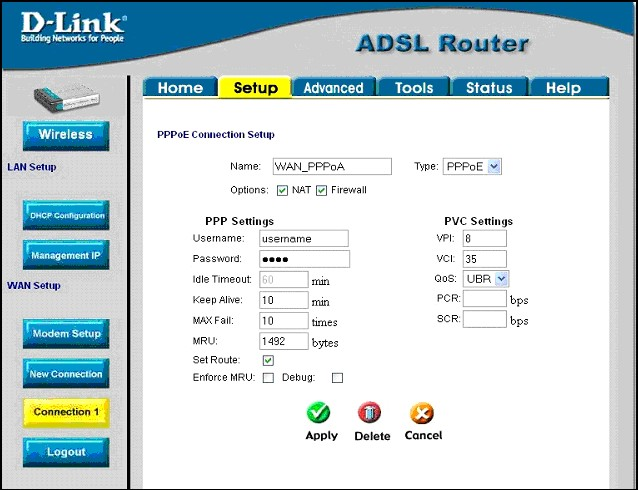 D-Link
Building Networks for People
ADSL Router
Home Setup Advanced Tools Status Help
Wireless
LAN Setup
DHCP Configuration
Management IP
WAN Setup
Modem Setup
New Connection
Connection 1
Logout
PPPoE Connection Setup
Name: WAN_PPPoA Type: PPPoE
Options: NAT Firewall
PPP Settings
Username: username
Password: ●●●●
Idle Timeout: 60 min
Keep Alive: 10 min
MAX Fail: 10 times
MRU: 1492 bytes
Set Route:
Enforce MRU: Debug:
PVC Settings
VPI: 8
VCI: 35
QoS: UBR
PCR: bps
SCR: bps
Apply Delete Cancel